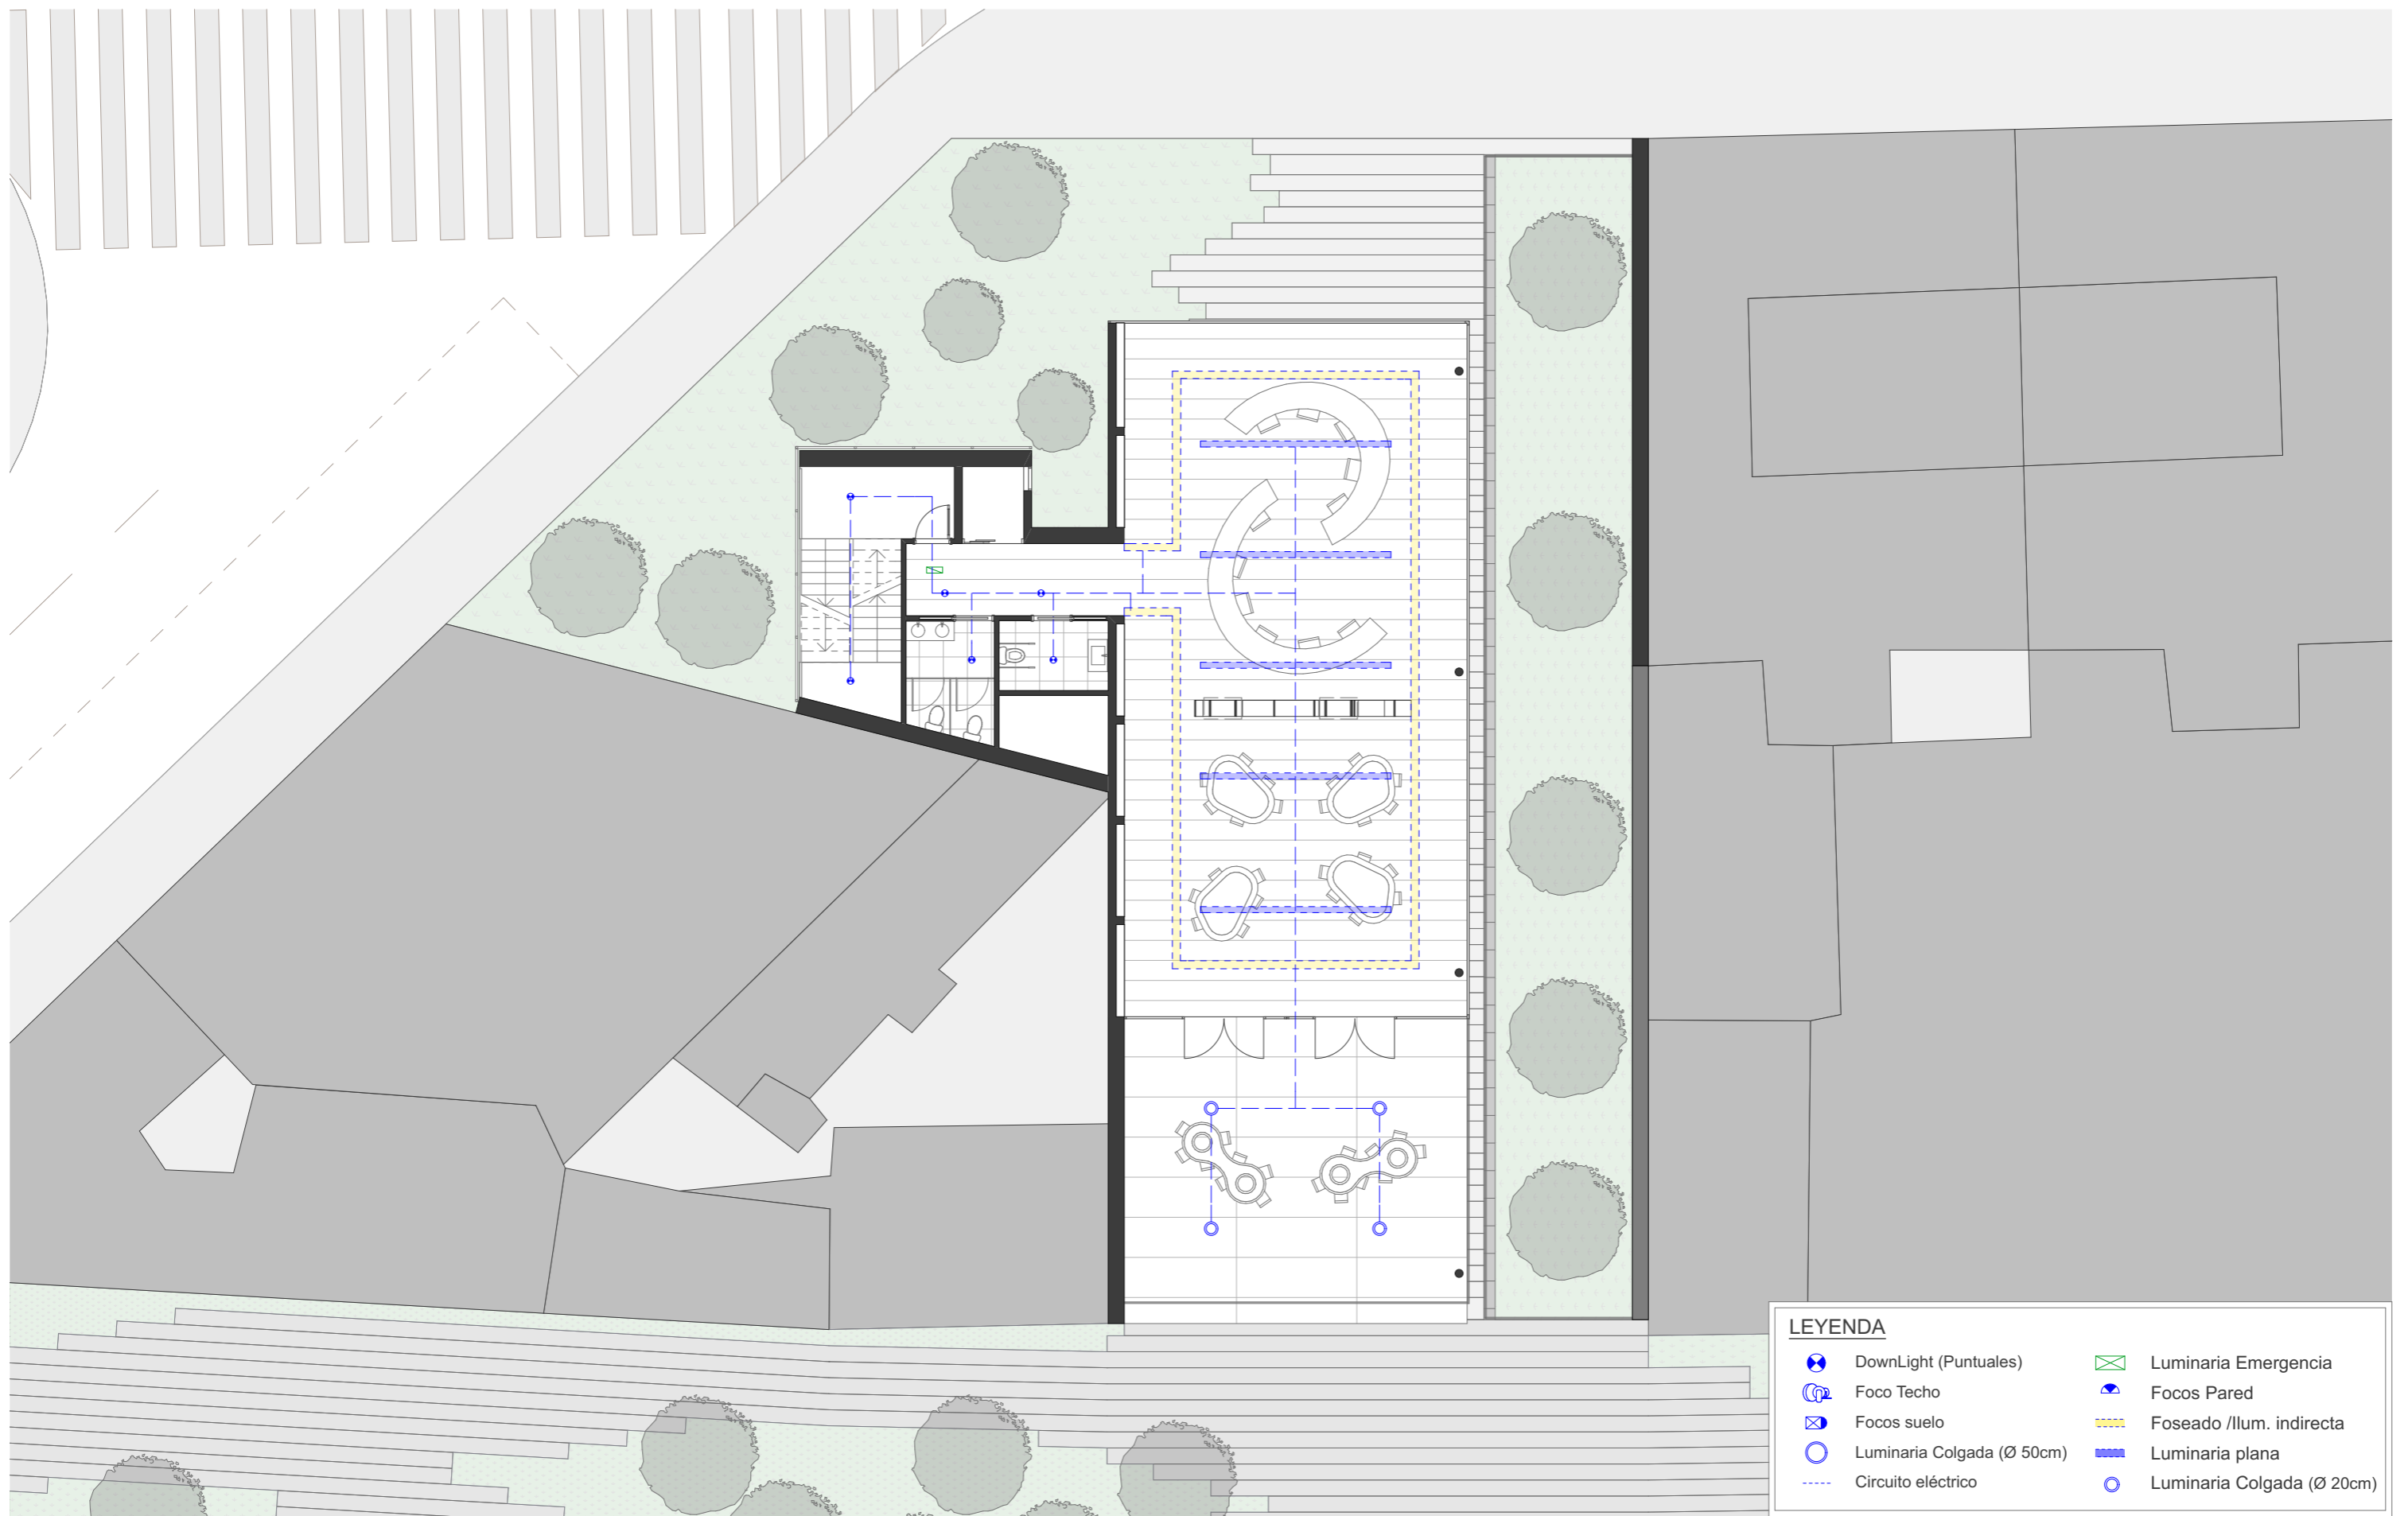 LEYENDA
DownLight (Puntuales)
Foco Techo
Focos suelo
Luminaria Colgada (Ø 50cm)
Circuito eléctrico
Luminaria Emergencia
Focos Pared
Foseado /Ilum. indirecta
Luminaria plana
Luminaria Colgada (Ø 20cm)